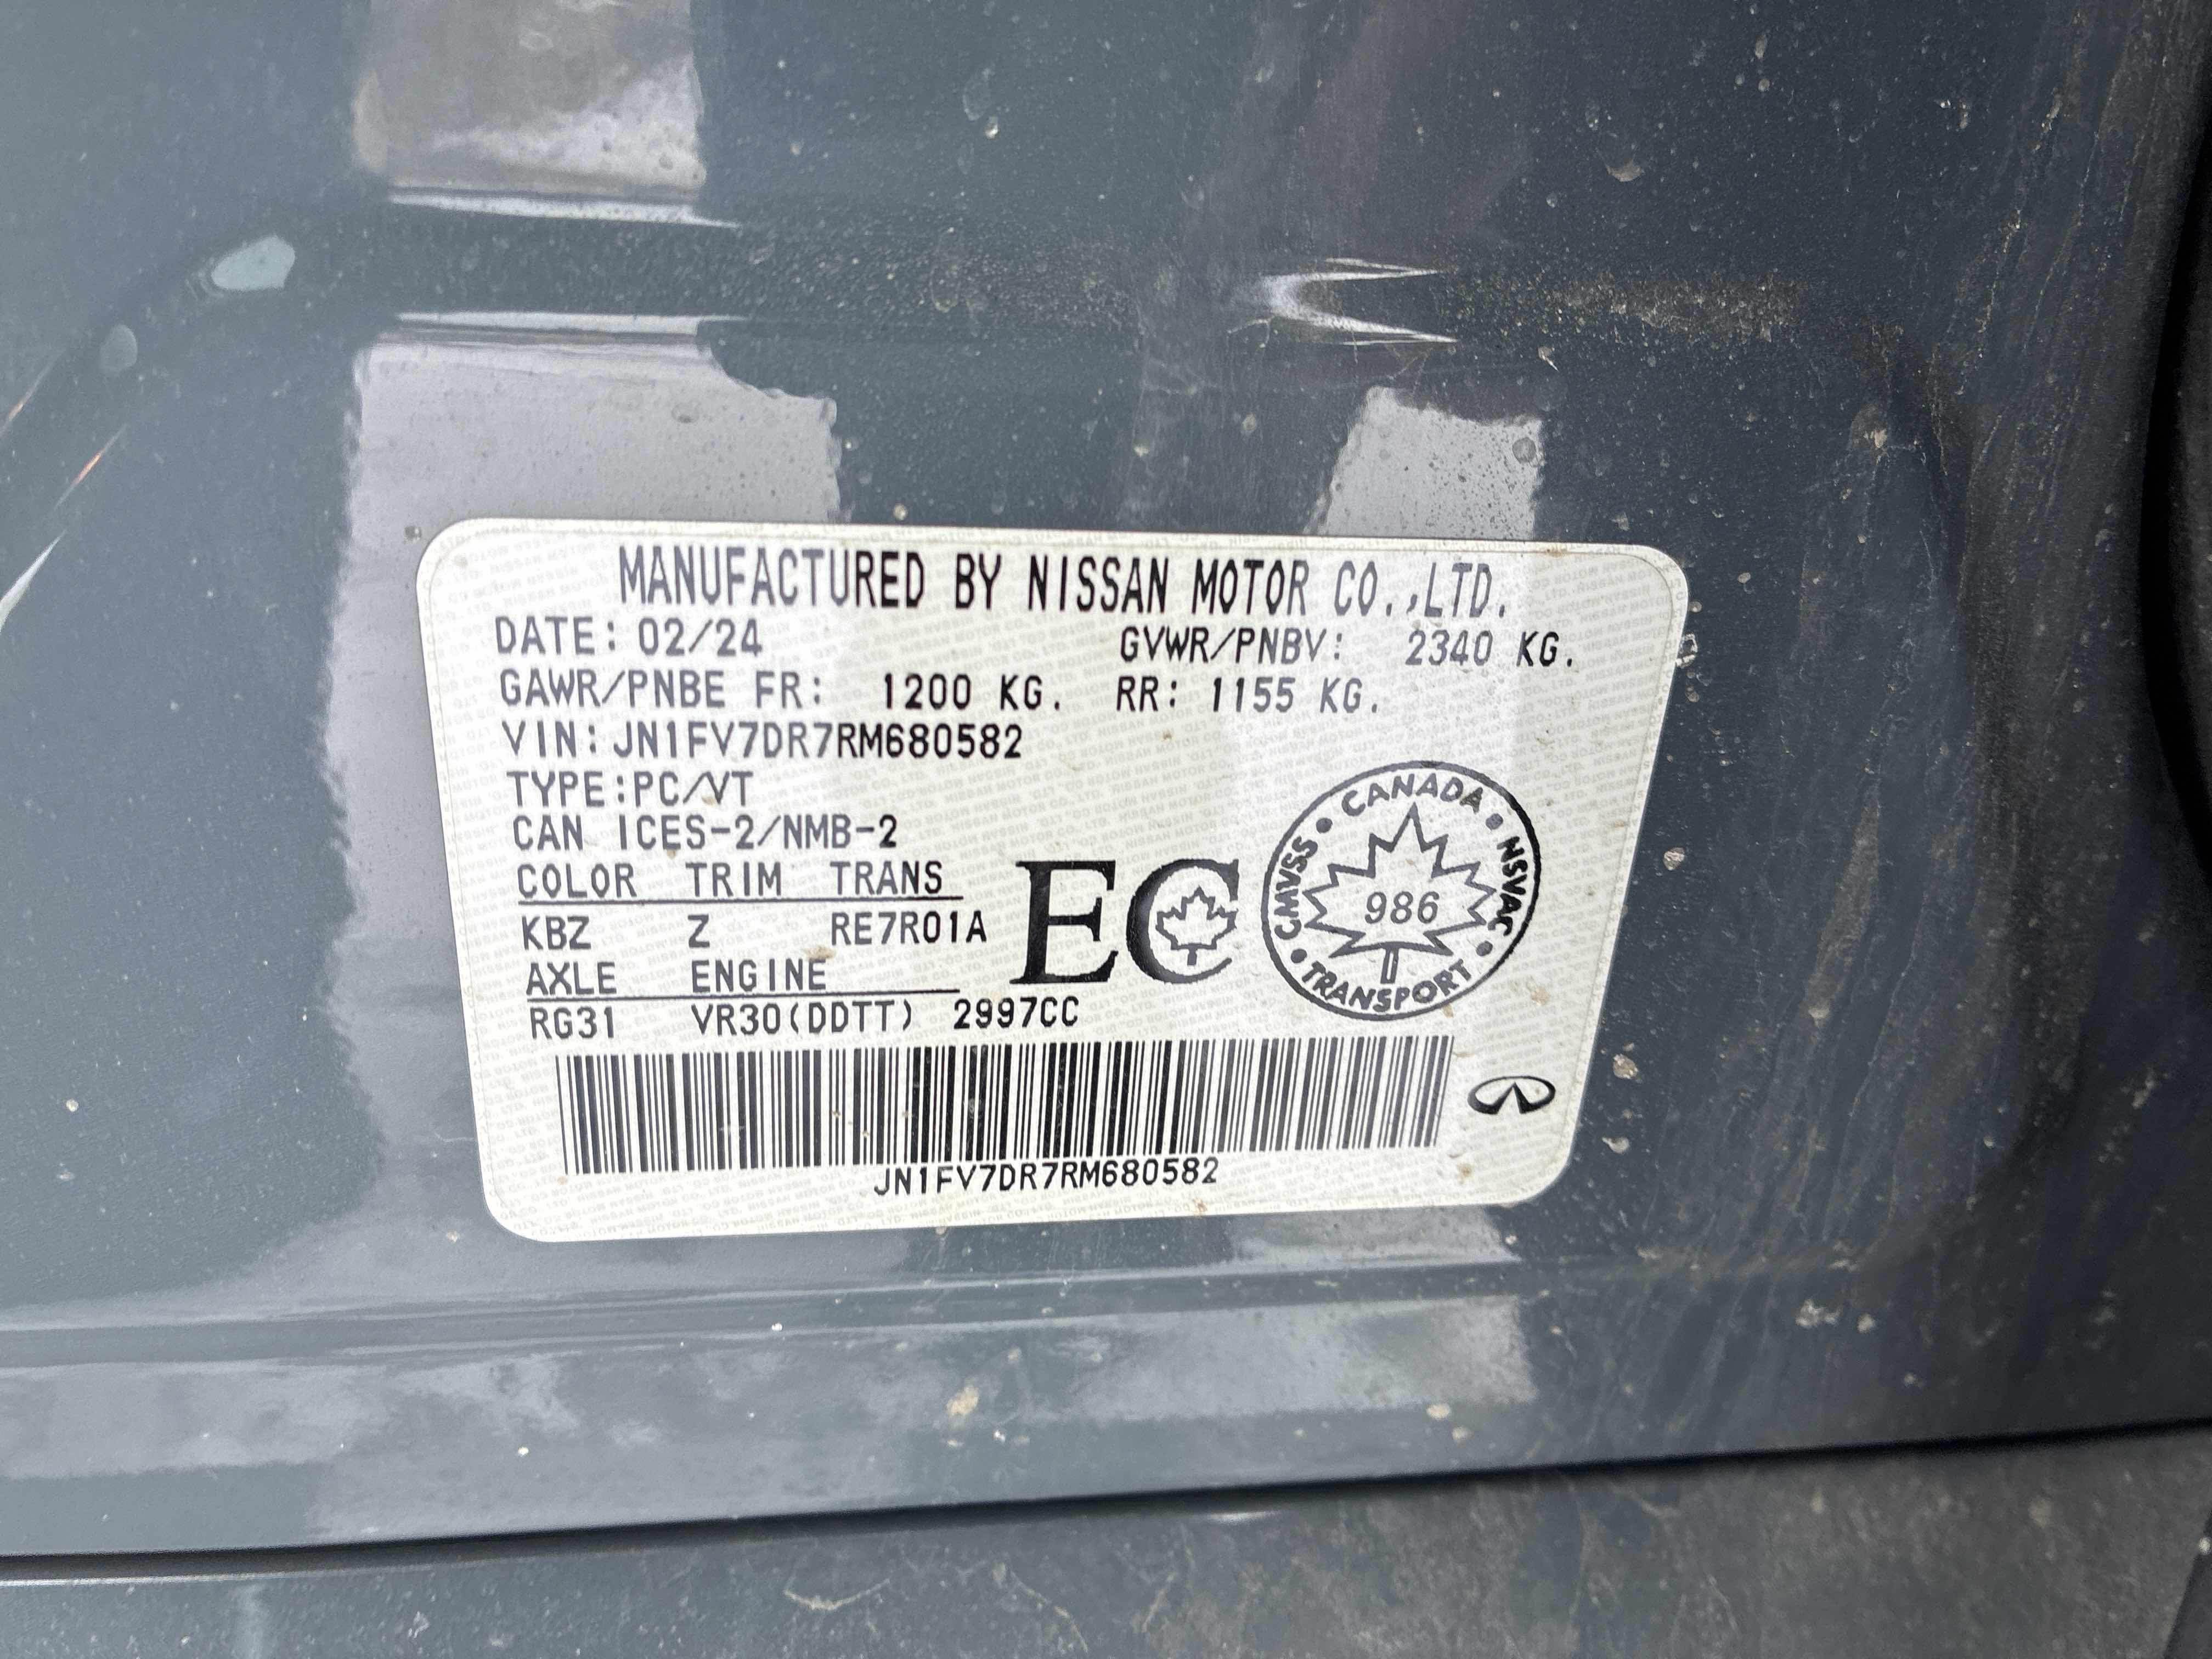 MANUFACTURED BY NISSAN MOTOR CO.,LTD.
DATE: 02/24 GVWR/PNBV: 2340 KG.
GAWR/PNBE FR: 1200 KG. RR: 1155 KG.
VIN: JN1FV7DR7RM680582
TYPE:PC/VT
CAN ICES-2/NMB-2
COLOR TRIM TRANS
KBZ Z RE7R01A
AXLE ENGINE
RG31 VR30(DDTT) 2997CC
EC
CANADA • NSVAC • TRANSPORT • CMVSS •
986
JN1FV7DR7RM680582